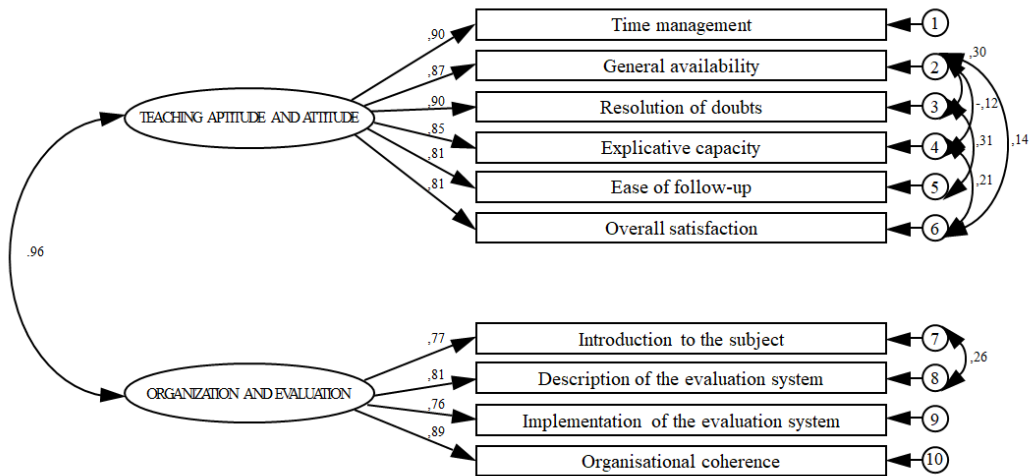 ,90
Time management
1
,87
General availability
2
,30
TEACHING APTITUDE AND ATTITUDE
,90
Resolution of doubts
3
-,12
,85
Explicative capacity
4
,31
,14
,81
Ease of follow-up
5
,21
,81
Overall satisfaction
6
.96
,77
Introduction to the subject
7
,26
ORGANIZATION AND EVALUATION
,81
Description of the evaluation system
8
,76
Implementation of the evaluation system
9
,89
Organisational coherence
10